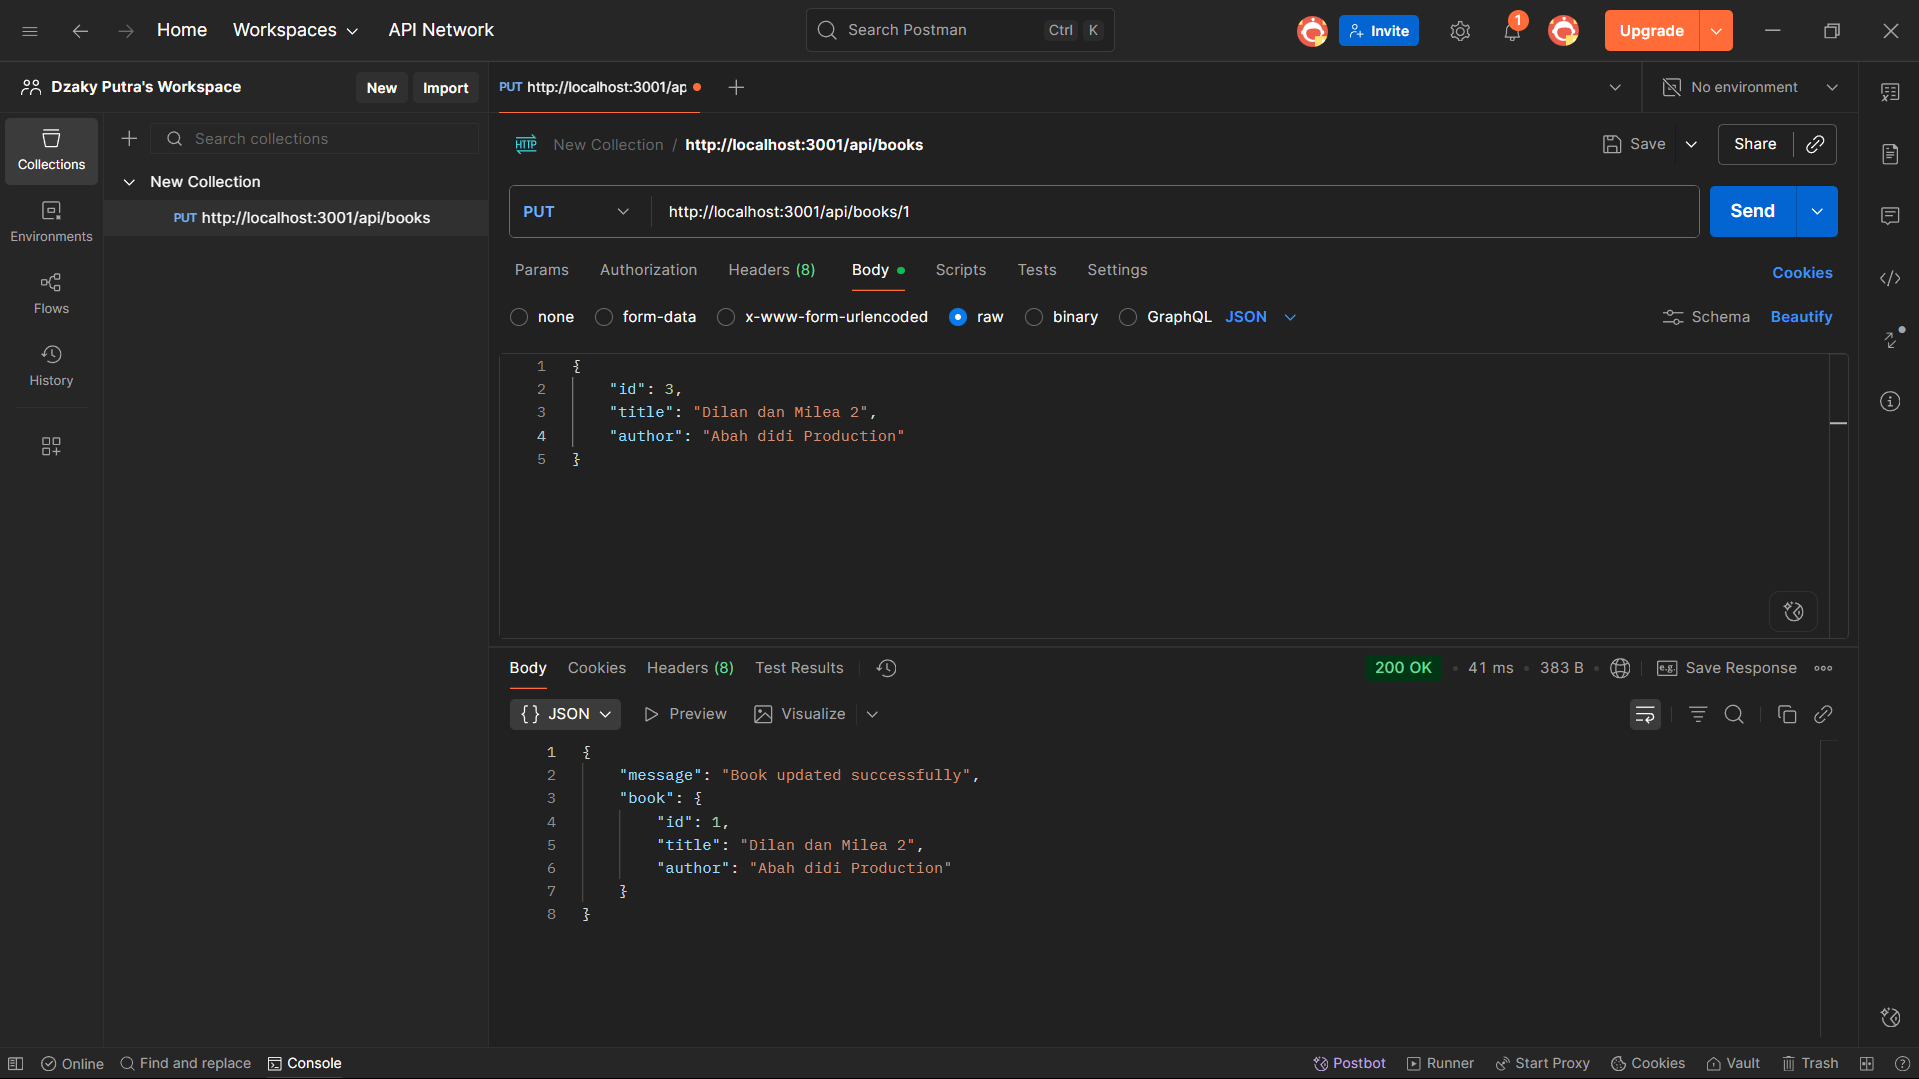 Home Workspaces API Network Search Postman Ctrl K Invite 1 Upgrade
Dzaky Putra's Workspace New Import PUT http://localhost:3001/ap No environment
Collections
Search collections
HTTP New Collection / http://localhost:3001/api/books Save Share
New Collection
PUT http://localhost:3001/api/books
PUT http://localhost:3001/api/books/1 Send
Environments
Flows
History
Params Authorization Headers (8) Body Scripts Tests Settings Cookies
none form-data x-www-form-urlencoded raw binary GraphQL JSON Schema Beautify
1 {
2 "id": 3,
3 "title": "Dilan dan Milea 2",
4 "author": "Abah didi Production"
5 }
Body Cookies Headers (8) Test Results 200 OK • 41 ms • 383 B • e.g. Save Response
{} JSON Preview Visualize
1 {
2 "message": "Book updated successfully",
3 "book": {
4 "id": 1,
5 "title": "Dilan dan Milea 2",
6 "author": "Abah didi Production"
7 }
8 }
Online Find and replace Console Postbot Runner Start Proxy Cookies Vault Trash